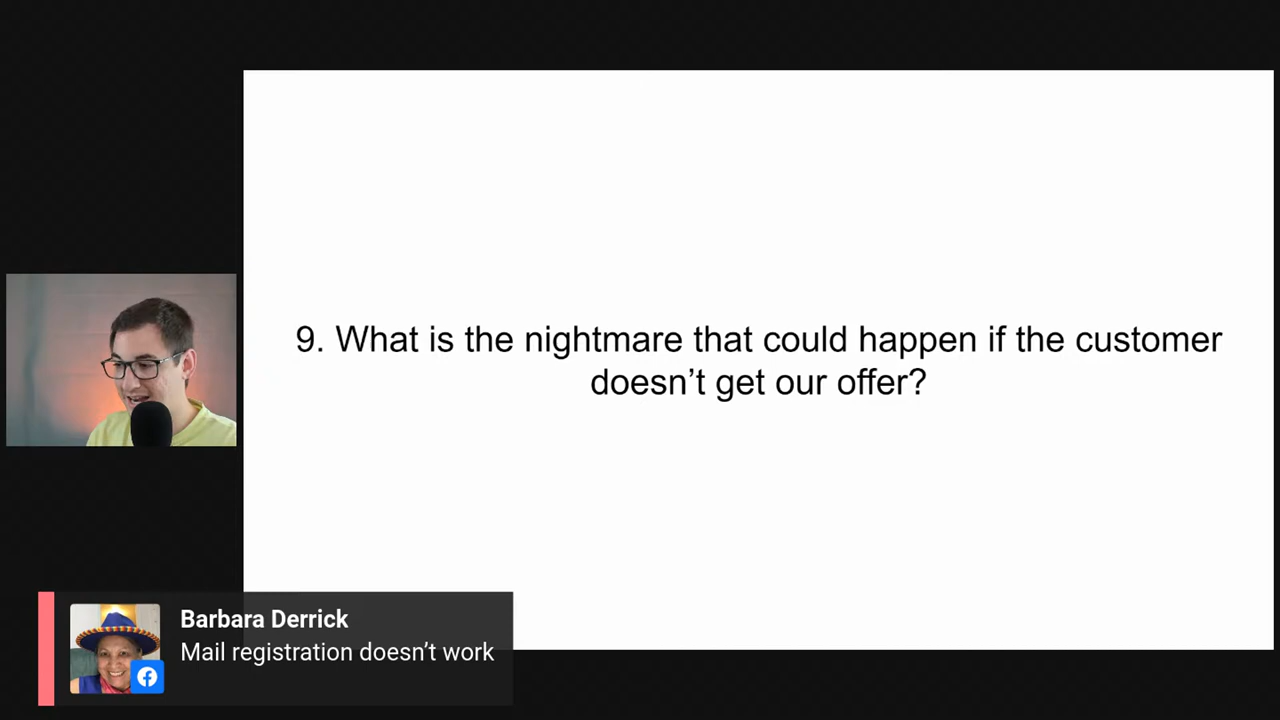 9. What is the nightmare that could happen if the customer
doesn’t get our offer?
Barbara Derrick
Mail registration doesn’t work